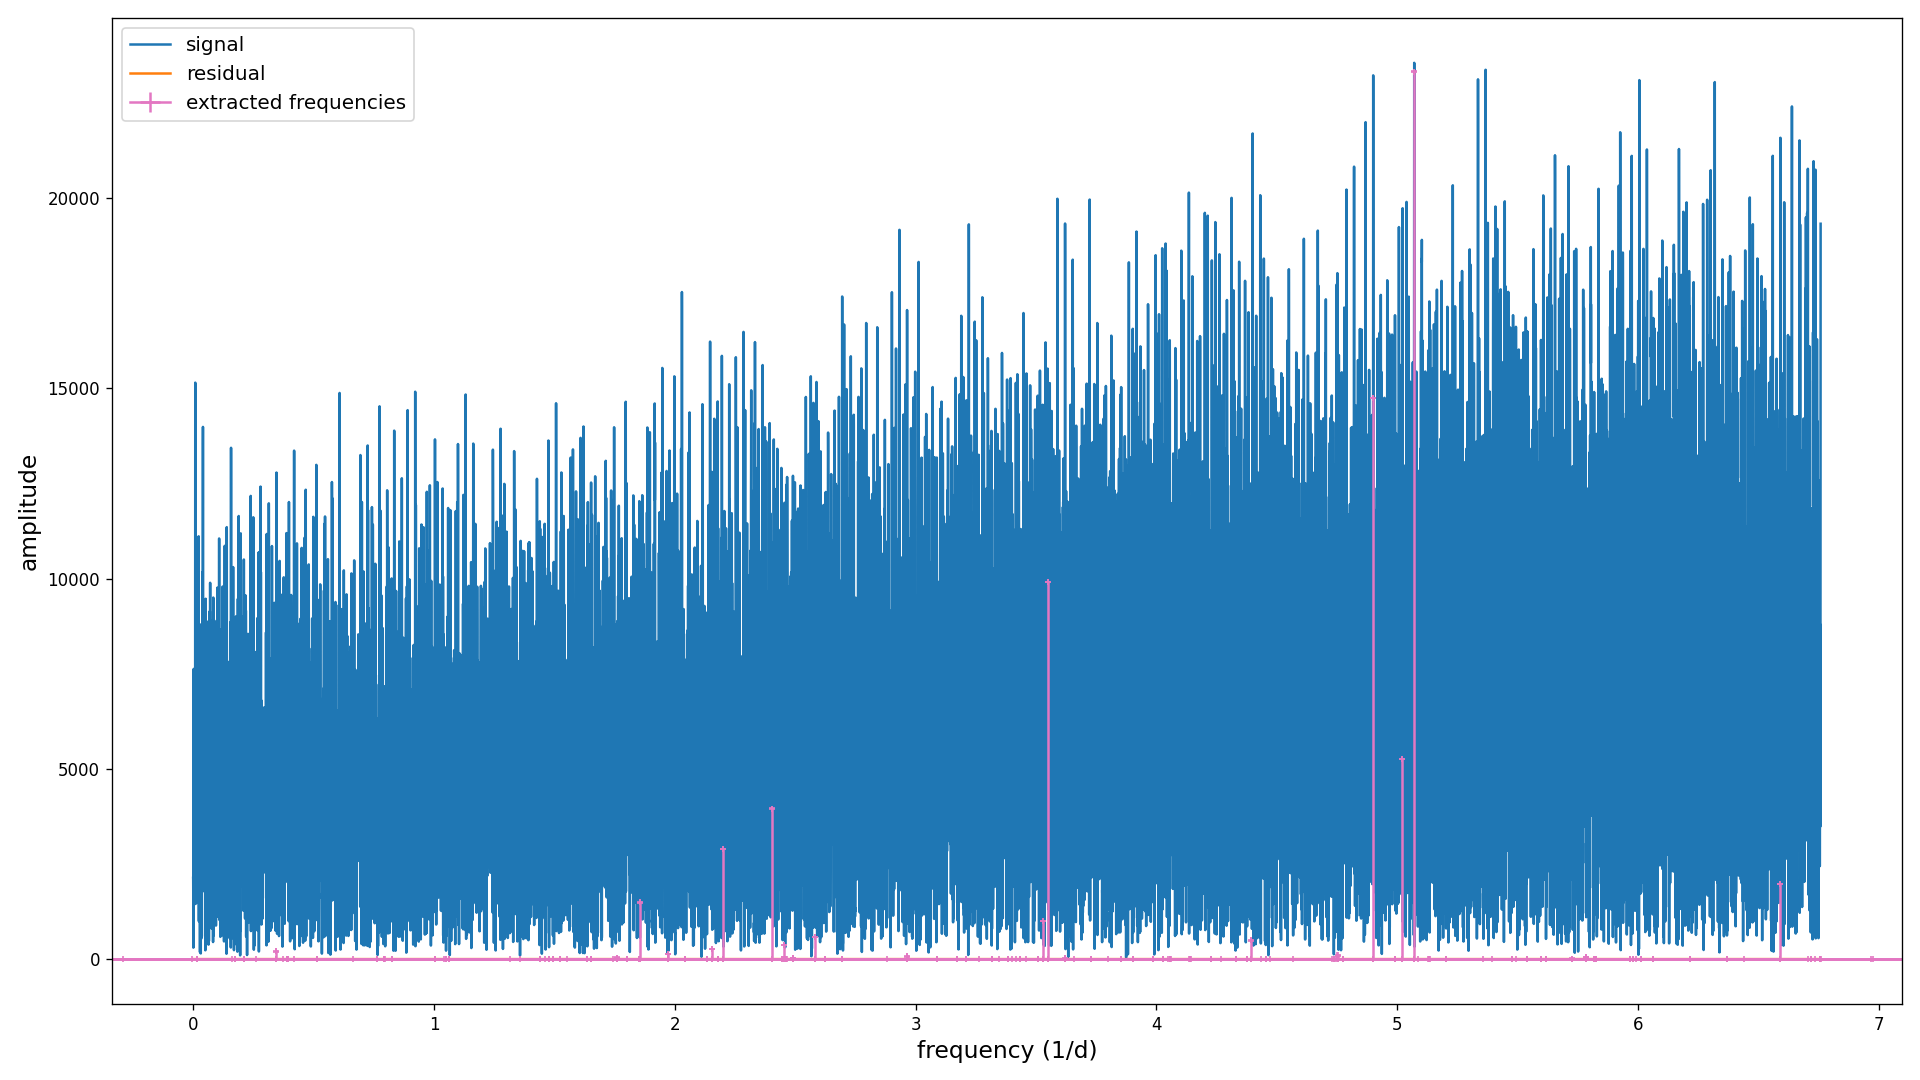 signal
residual
extracted frequencies
amplitude
20000
15000
10000
5000
0
0 1 2 3 4 5 6 7
frequency (1/d)